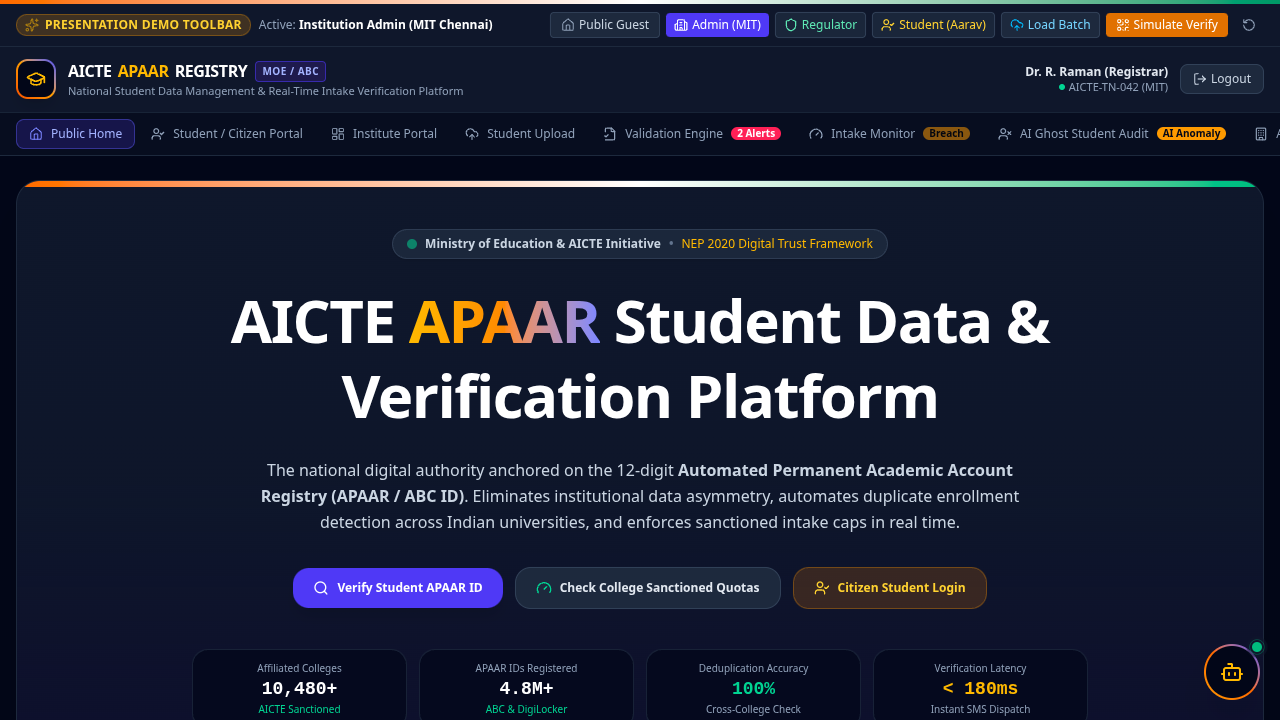 PRESENTATION DEMO TOOLBAR Active: Institution Admin (MIT Chennai) Public Guest Admin (MIT) Regulator Student (Aarav) Load Batch Simulate Verify
AICTE APAAR REGISTRY MOE / ABC
National Student Data Management & Real-Time Intake Verification Platform
Dr. R. Raman (Registrar)
AICTE-TN-042 (MIT)
Logout
Public Home Student / Citizen Portal Institute Portal Student Upload Validation Engine 2 Alerts Intake Monitor Breach AI Ghost Student Audit AI Anomaly
Ministry of Education & AICTE Initiative • NEP 2020 Digital Trust Framework
AICTE APAAR Student Data &
Verification Platform
The national digital authority anchored on the 12-digit Automated Permanent Academic Account
Registry (APAAR / ABC ID). Eliminates institutional data asymmetry, automates duplicate enrollment
detection across Indian universities, and enforces sanctioned intake caps in real time.
Verify Student APAAR ID Check College Sanctioned Quotas Citizen Student Login
Affiliated Colleges
10,480+
AICTE Sanctioned
APAAR IDs Registered
4.8M+
ABC & DigiLocker
Deduplication Accuracy
100%
Cross-College Check
Verification Latency
< 180ms
Instant SMS Dispatch